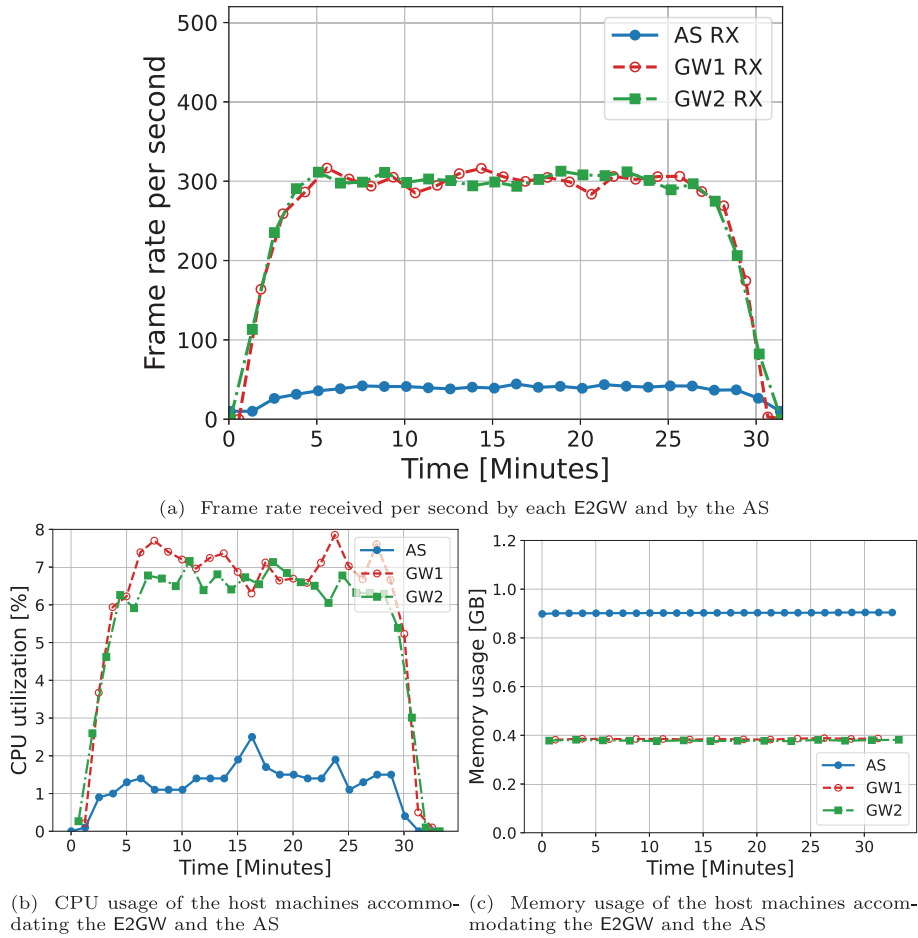 500
400
300
200
100
0
Frame rate per second
AS RX
GW1 RX
GW2 RX
0 5 10 15 20 25 30
Time [Minutes]
(a) Frame rate received per second by each E2GW and by the AS
8
7
6
5
4
3
2
1
0
CPU utilization [%]
AS
GW1
GW2
0 5 10 15 20 25 30
Time [Minutes]
(b) CPU usage of the host machines accommo-
dating the E2GW and the AS
1.2
1.0
0.8
0.6
0.4
0.2
0.0
Memory usage [GB]
AS
GW1
GW2
0 5 10 15 20 25 30
Time [Minutes]
(c) Memory usage of the host machines accom-
modating the E2GW and the AS